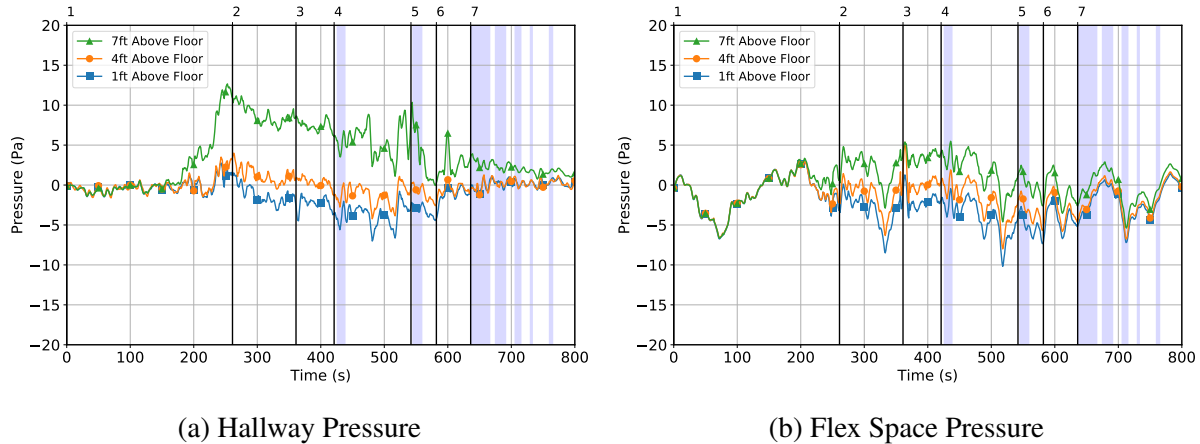 1 2 3 4 5 6 7
20
15
10
5
0
−5
−10
−15
−20
Pressure (Pa)
7ft Above Floor
4ft Above Floor
1ft Above Floor
0 100 200 300 400 500 600 700 800
Time (s)
(a) Hallway Pressure
1 2 3 4 5 6 7
20
15
10
5
0
−5
−10
−15
−20
Pressure (Pa)
7ft Above Floor
4ft Above Floor
1ft Above Floor
0 100 200 300 400 500 600 700 800
Time (s)
(b) Flex Space Pressure